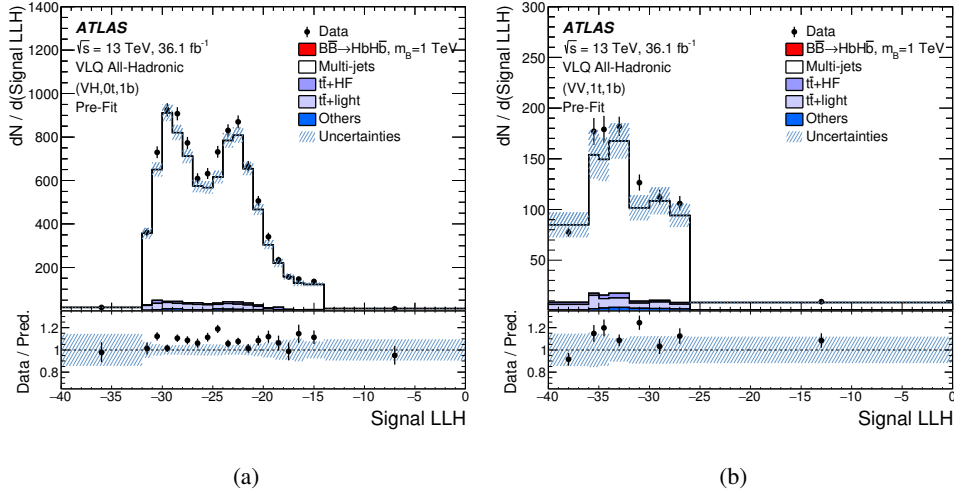 ATLAS
√s = 13 TeV, 36.1 fb⁻¹
VLQ All-Hadronic
(VH,0t,1b)
Pre-Fit
Data
BB̅→HbHb̅, m_B=1 TeV
Multi-jets
tt̅+HF
tt̅+light
Others
Uncertainties
dN / d(Signal LLH)
1400
1200
1000
800
600
400
200
Data / Pred.
1.2
1
0.8
−40 −35 −30 −25 −20 −15 −10 −5 0
Signal LLH
(a)
ATLAS
√s = 13 TeV, 36.1 fb⁻¹
VLQ All-Hadronic
(VV,1t,1b)
Pre-Fit
Data
BB̅→HbHb̅, m_B=1 TeV
Multi-jets
tt̅+HF
tt̅+light
Others
Uncertainties
dN / d(Signal LLH)
300
250
200
150
100
50
0
Data / Pred.
1.2
1
0.8
−40 −35 −30 −25 −20 −15 −10 −5 0
Signal LLH
(b)